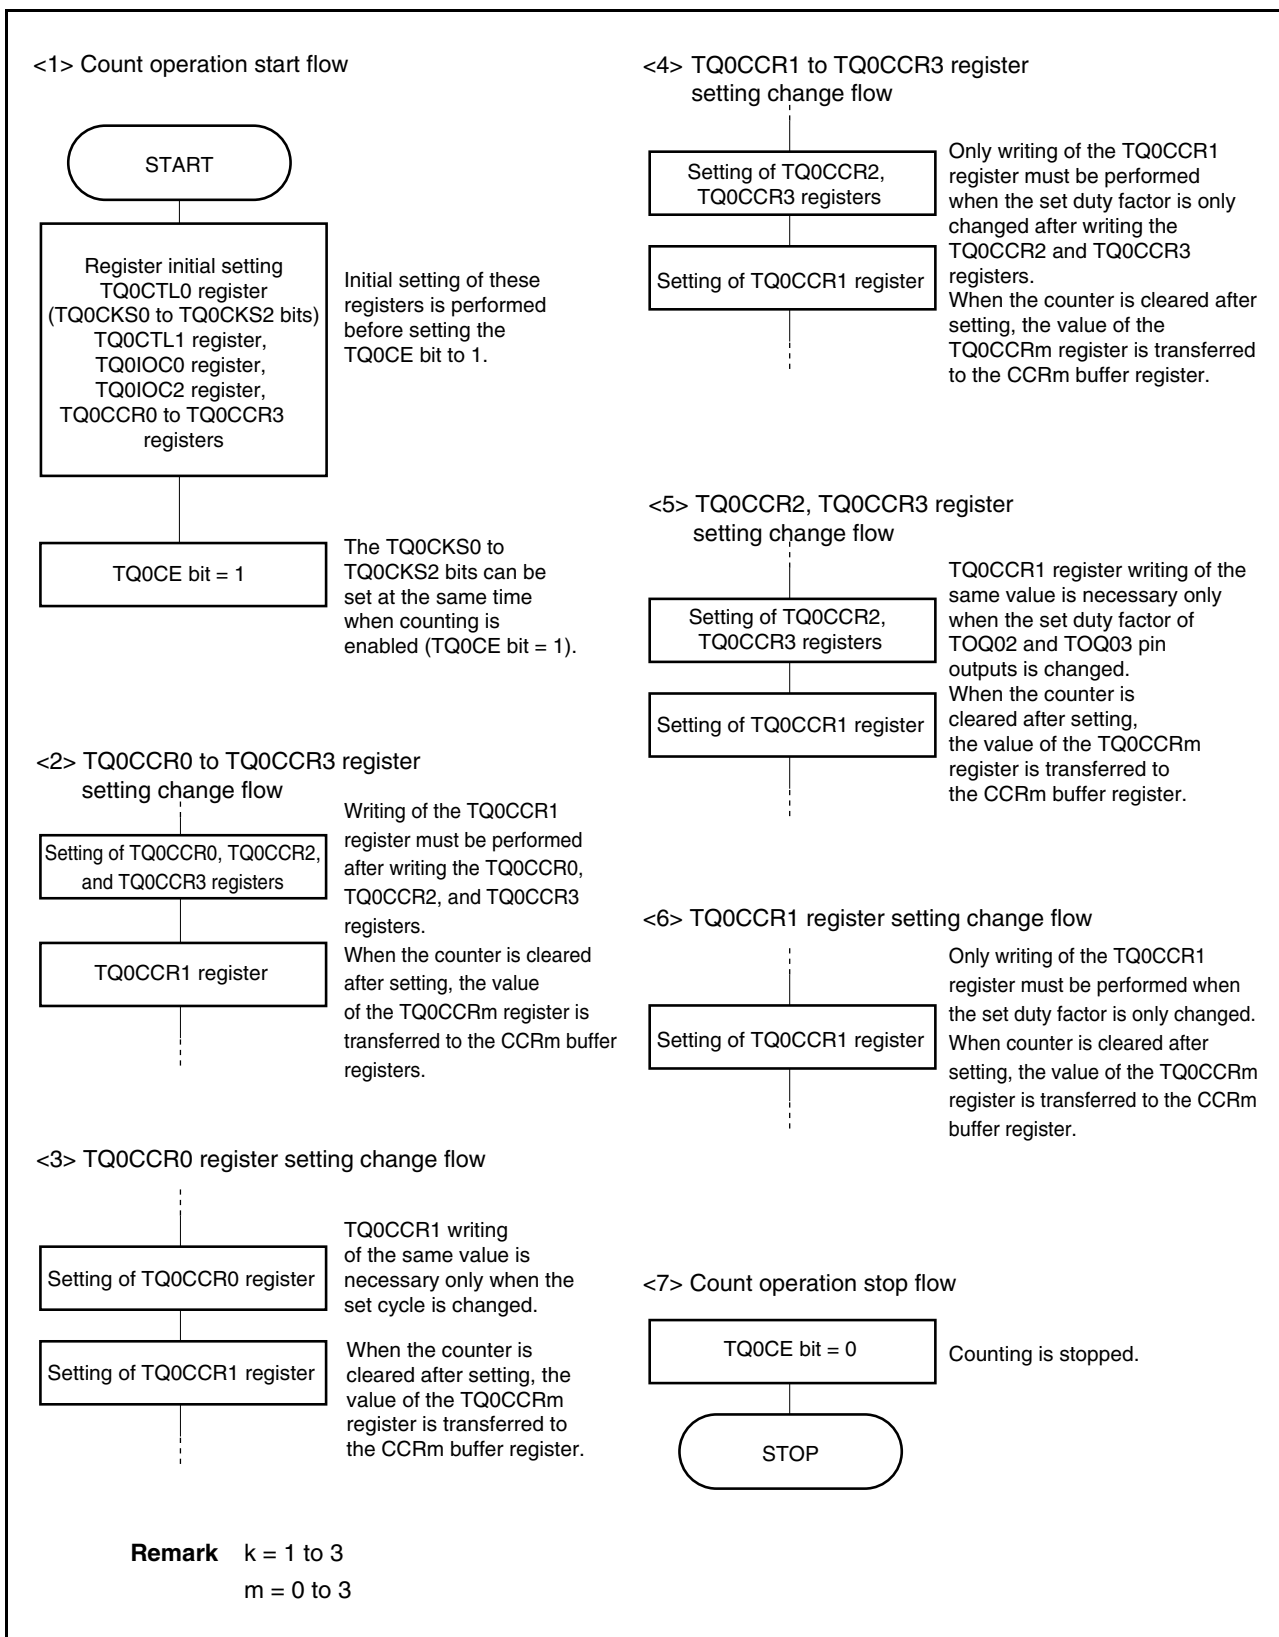 <1> Count operation start flow
START
Register initial setting
TQ0CTL0 register
(TQ0CKS0 to TQ0CKS2 bits)
TQ0CTL1 register,
TQ0IOC0 register,
TQ0IOC2 register,
TQ0CCR0 to TQ0CCR3
registers
Initial setting of these
registers is performed
before setting the
TQ0CE bit to 1.
TQ0CE bit = 1
The TQ0CKS0 to
TQ0CKS2 bits can be
set at the same time
when counting is
enabled (TQ0CE bit = 1).
<2> TQ0CCR0 to TQ0CCR3 register
setting change flow
Setting of TQ0CCR0, TQ0CCR2,
and TQ0CCR3 registers
TQ0CCR1 register
Writing of the TQ0CCR1
register must be performed
after writing the TQ0CCR0,
TQ0CCR2, and TQ0CCR3
registers.
When the counter is cleared
after setting, the value
of the TQ0CCRm register is
transferred to the CCRm buffer
registers.
<3> TQ0CCR0 register setting change flow
Setting of TQ0CCR0 register
Setting of TQ0CCR1 register
TQ0CCR1 writing
of the same value is
necessary only when the
set cycle is changed.
When the counter is
cleared after setting, the
value of the TQ0CCRm
register is transferred to
the CCRm buffer register.
<4> TQ0CCR1 to TQ0CCR3 register
setting change flow
Setting of TQ0CCR2,
TQ0CCR3 registers
Setting of TQ0CCR1 register
Only writing of the TQ0CCR1
register must be performed
when the set duty factor is only
changed after writing the
TQ0CCR2 and TQ0CCR3
registers.
When the counter is cleared after
setting, the value of the
TQ0CCRm register is transferred
to the CCRm buffer register.
<5> TQ0CCR2, TQ0CCR3 register
setting change flow
Setting of TQ0CCR2,
TQ0CCR3 registers
Setting of TQ0CCR1 register
TQ0CCR1 register writing of the
same value is necessary only
when the set duty factor of
TOQ02 and TOQ03 pin
outputs is changed.
When the counter is
cleared after setting,
the value of the TQ0CCRm
register is transferred to
the CCRm buffer register.
<6> TQ0CCR1 register setting change flow
Setting of TQ0CCR1 register
Only writing of the TQ0CCR1
register must be performed when
the set duty factor is only changed.
When counter is cleared after
setting, the value of the TQ0CCRm
register is transferred to the CCRm
buffer register.
<7> Count operation stop flow
TQ0CE bit = 0
Counting is stopped.
STOP
Remark k = 1 to 3
m = 0 to 3